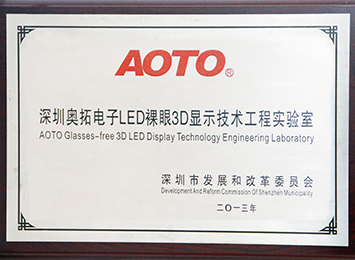 AOTO®
深圳奥拓电子LED裸眼3D显示技术工程实验室
AOTO Glasses-free 3D LED Display Technology Engineering Laboratory
深圳市发展和改革委员会
Development And Reform Commission Of Shenzhen Municipality
二〇一三年